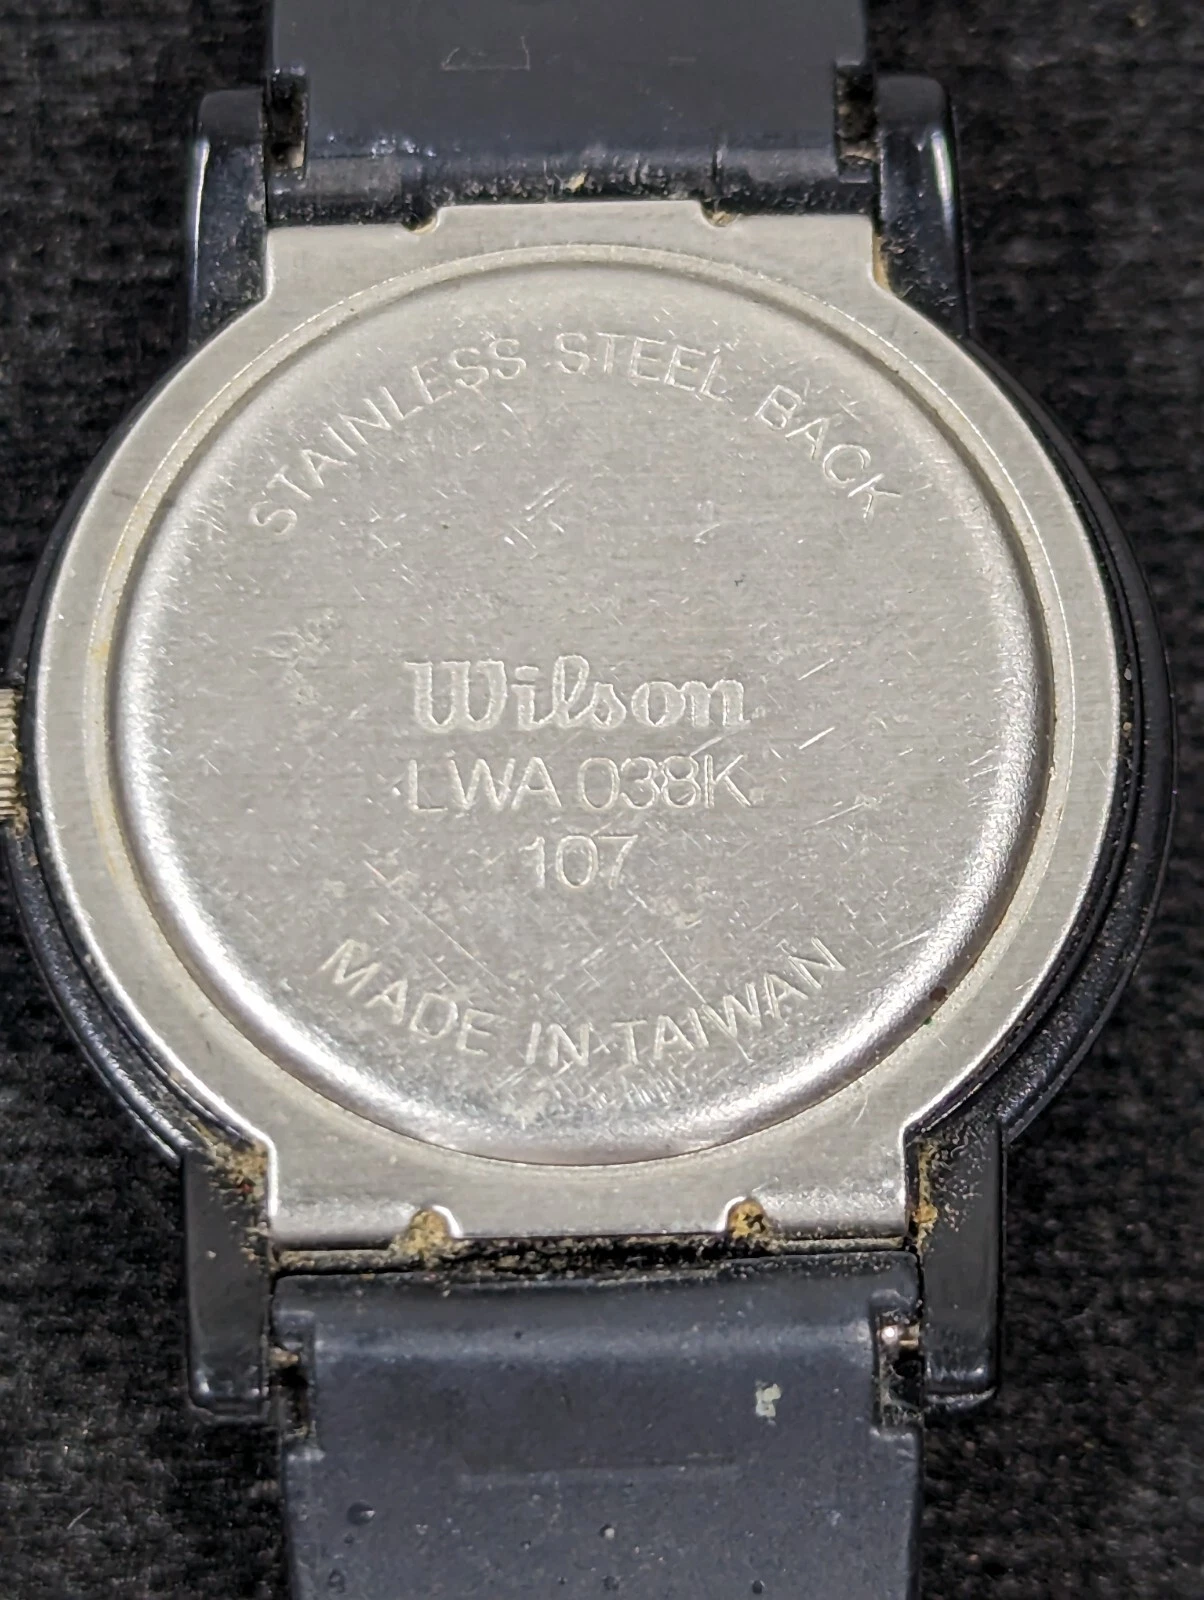 STAINLESS STEEL BACK
Wilson
LWA 038K
107
MADE IN TAIWAN